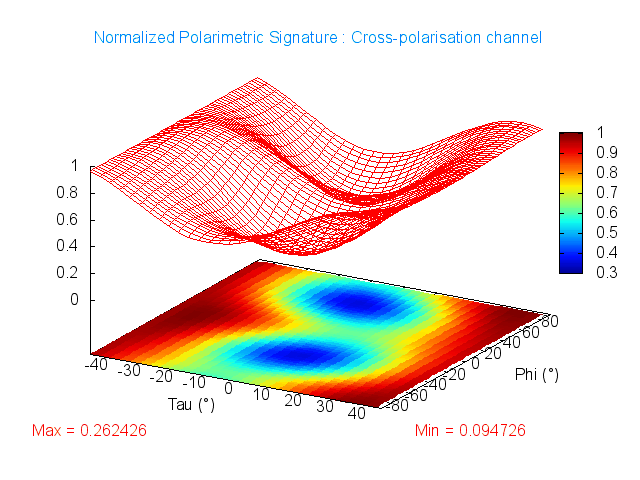 Normalized Polarimetric Signature : Cross-polarisation channel
1
0.8
0.6
0.4
0.2
0
1
0.9
0.8
0.7
0.6
0.5
0.4
0.3
-40 -30 -20 -10 0 10 20 30 40
Tau (°)
-80 -60 -40 -20 0 20 40 60 80
Phi (°)
Max = 0.262426
Min = 0.094726